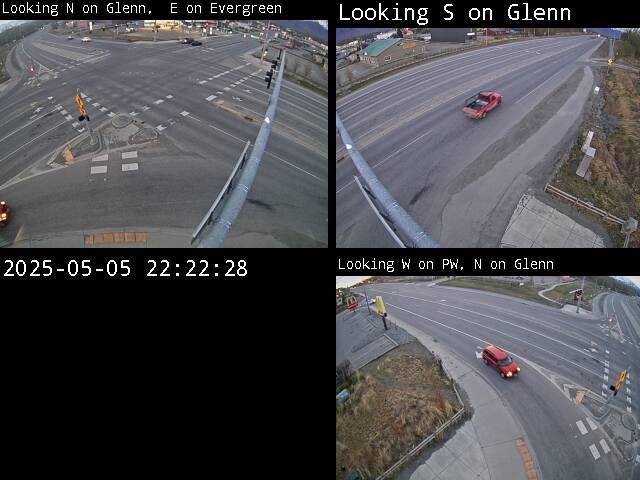 Looking N on Glenn,  E on Evergreen
Looking S on Glenn
2025-05-05 22:22:28
Looking W on PW, N on Glenn